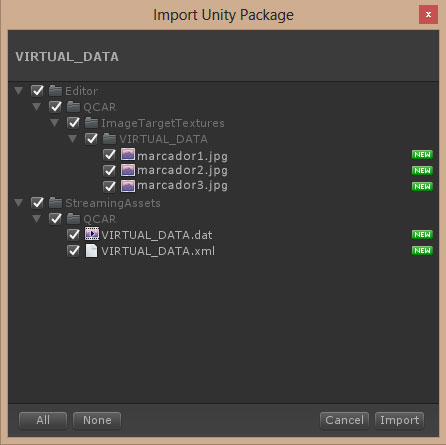 Import Unity Package
x
VIRTUAL_DATA
Editor
QCAR
ImageTargetTextures
VIRTUAL_DATA
marcador1.jpg NEW
marcador2.jpg NEW
marcador3.jpg NEW
StreamingAssets
QCAR
VIRTUAL_DATA.dat NEW
VIRTUAL_DATA.xml NEW
All None Cancel Import